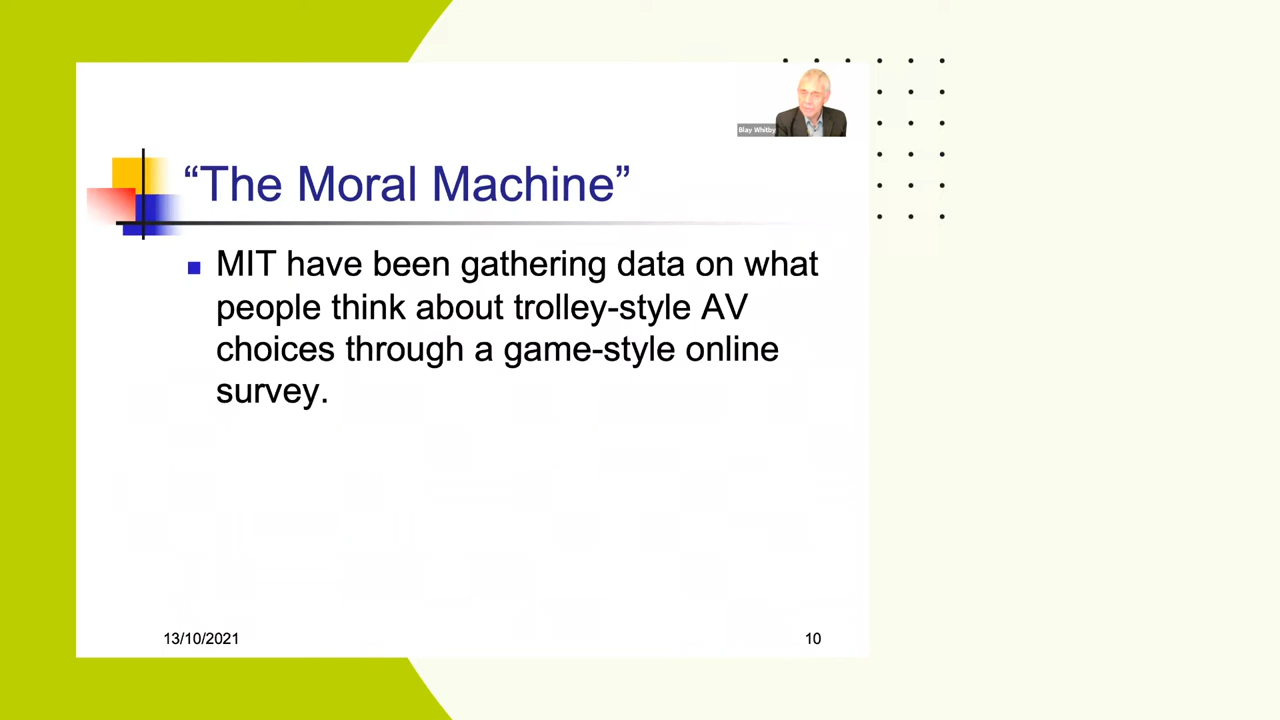 Blay Whitby
“The Moral Machine”
MIT have been gathering data on what
people think about trolley-style AV
choices through a game-style online
survey.
13/10/2021
10